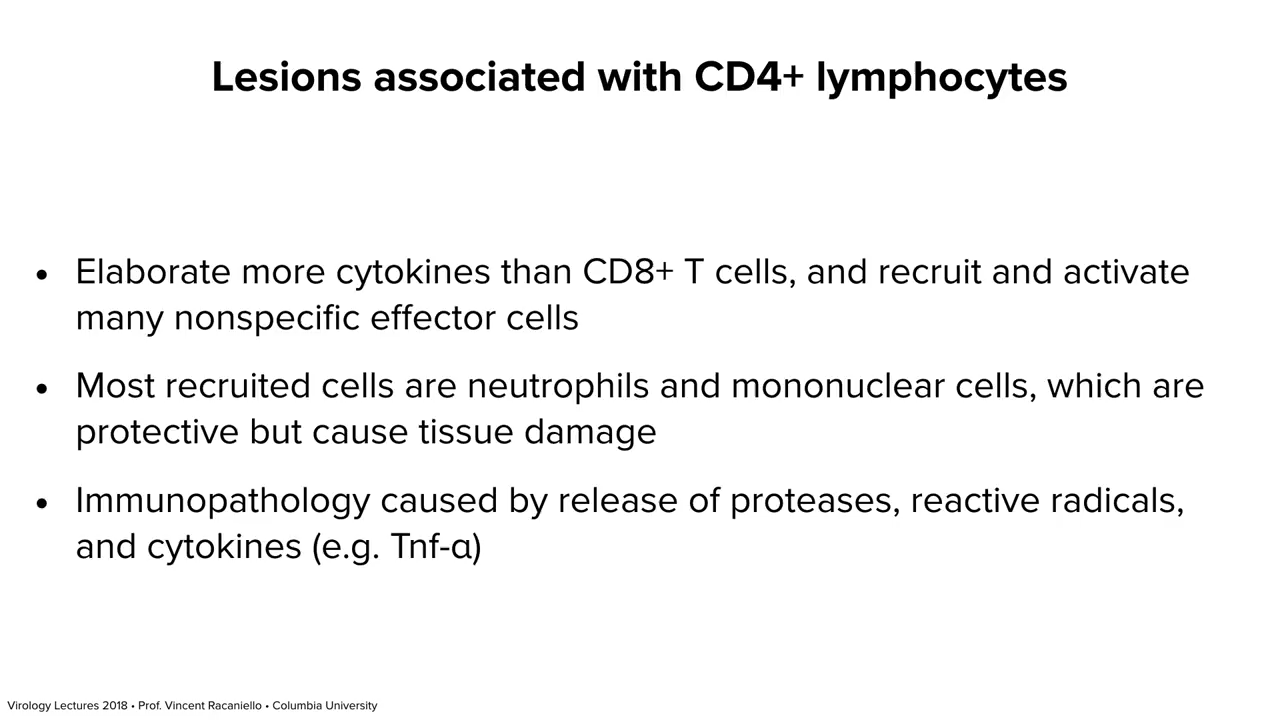 Lesions associated with CD4+ lymphocytes
• Elaborate more cytokines than CD8+ T cells, and recruit and activate
many nonspecific effector cells
• Most recruited cells are neutrophils and mononuclear cells, which are
protective but cause tissue damage
• Immunopathology caused by release of proteases, reactive radicals,
and cytokines (e.g. Tnf-α)
Virology Lectures 2018 • Prof. Vincent Racaniello • Columbia University